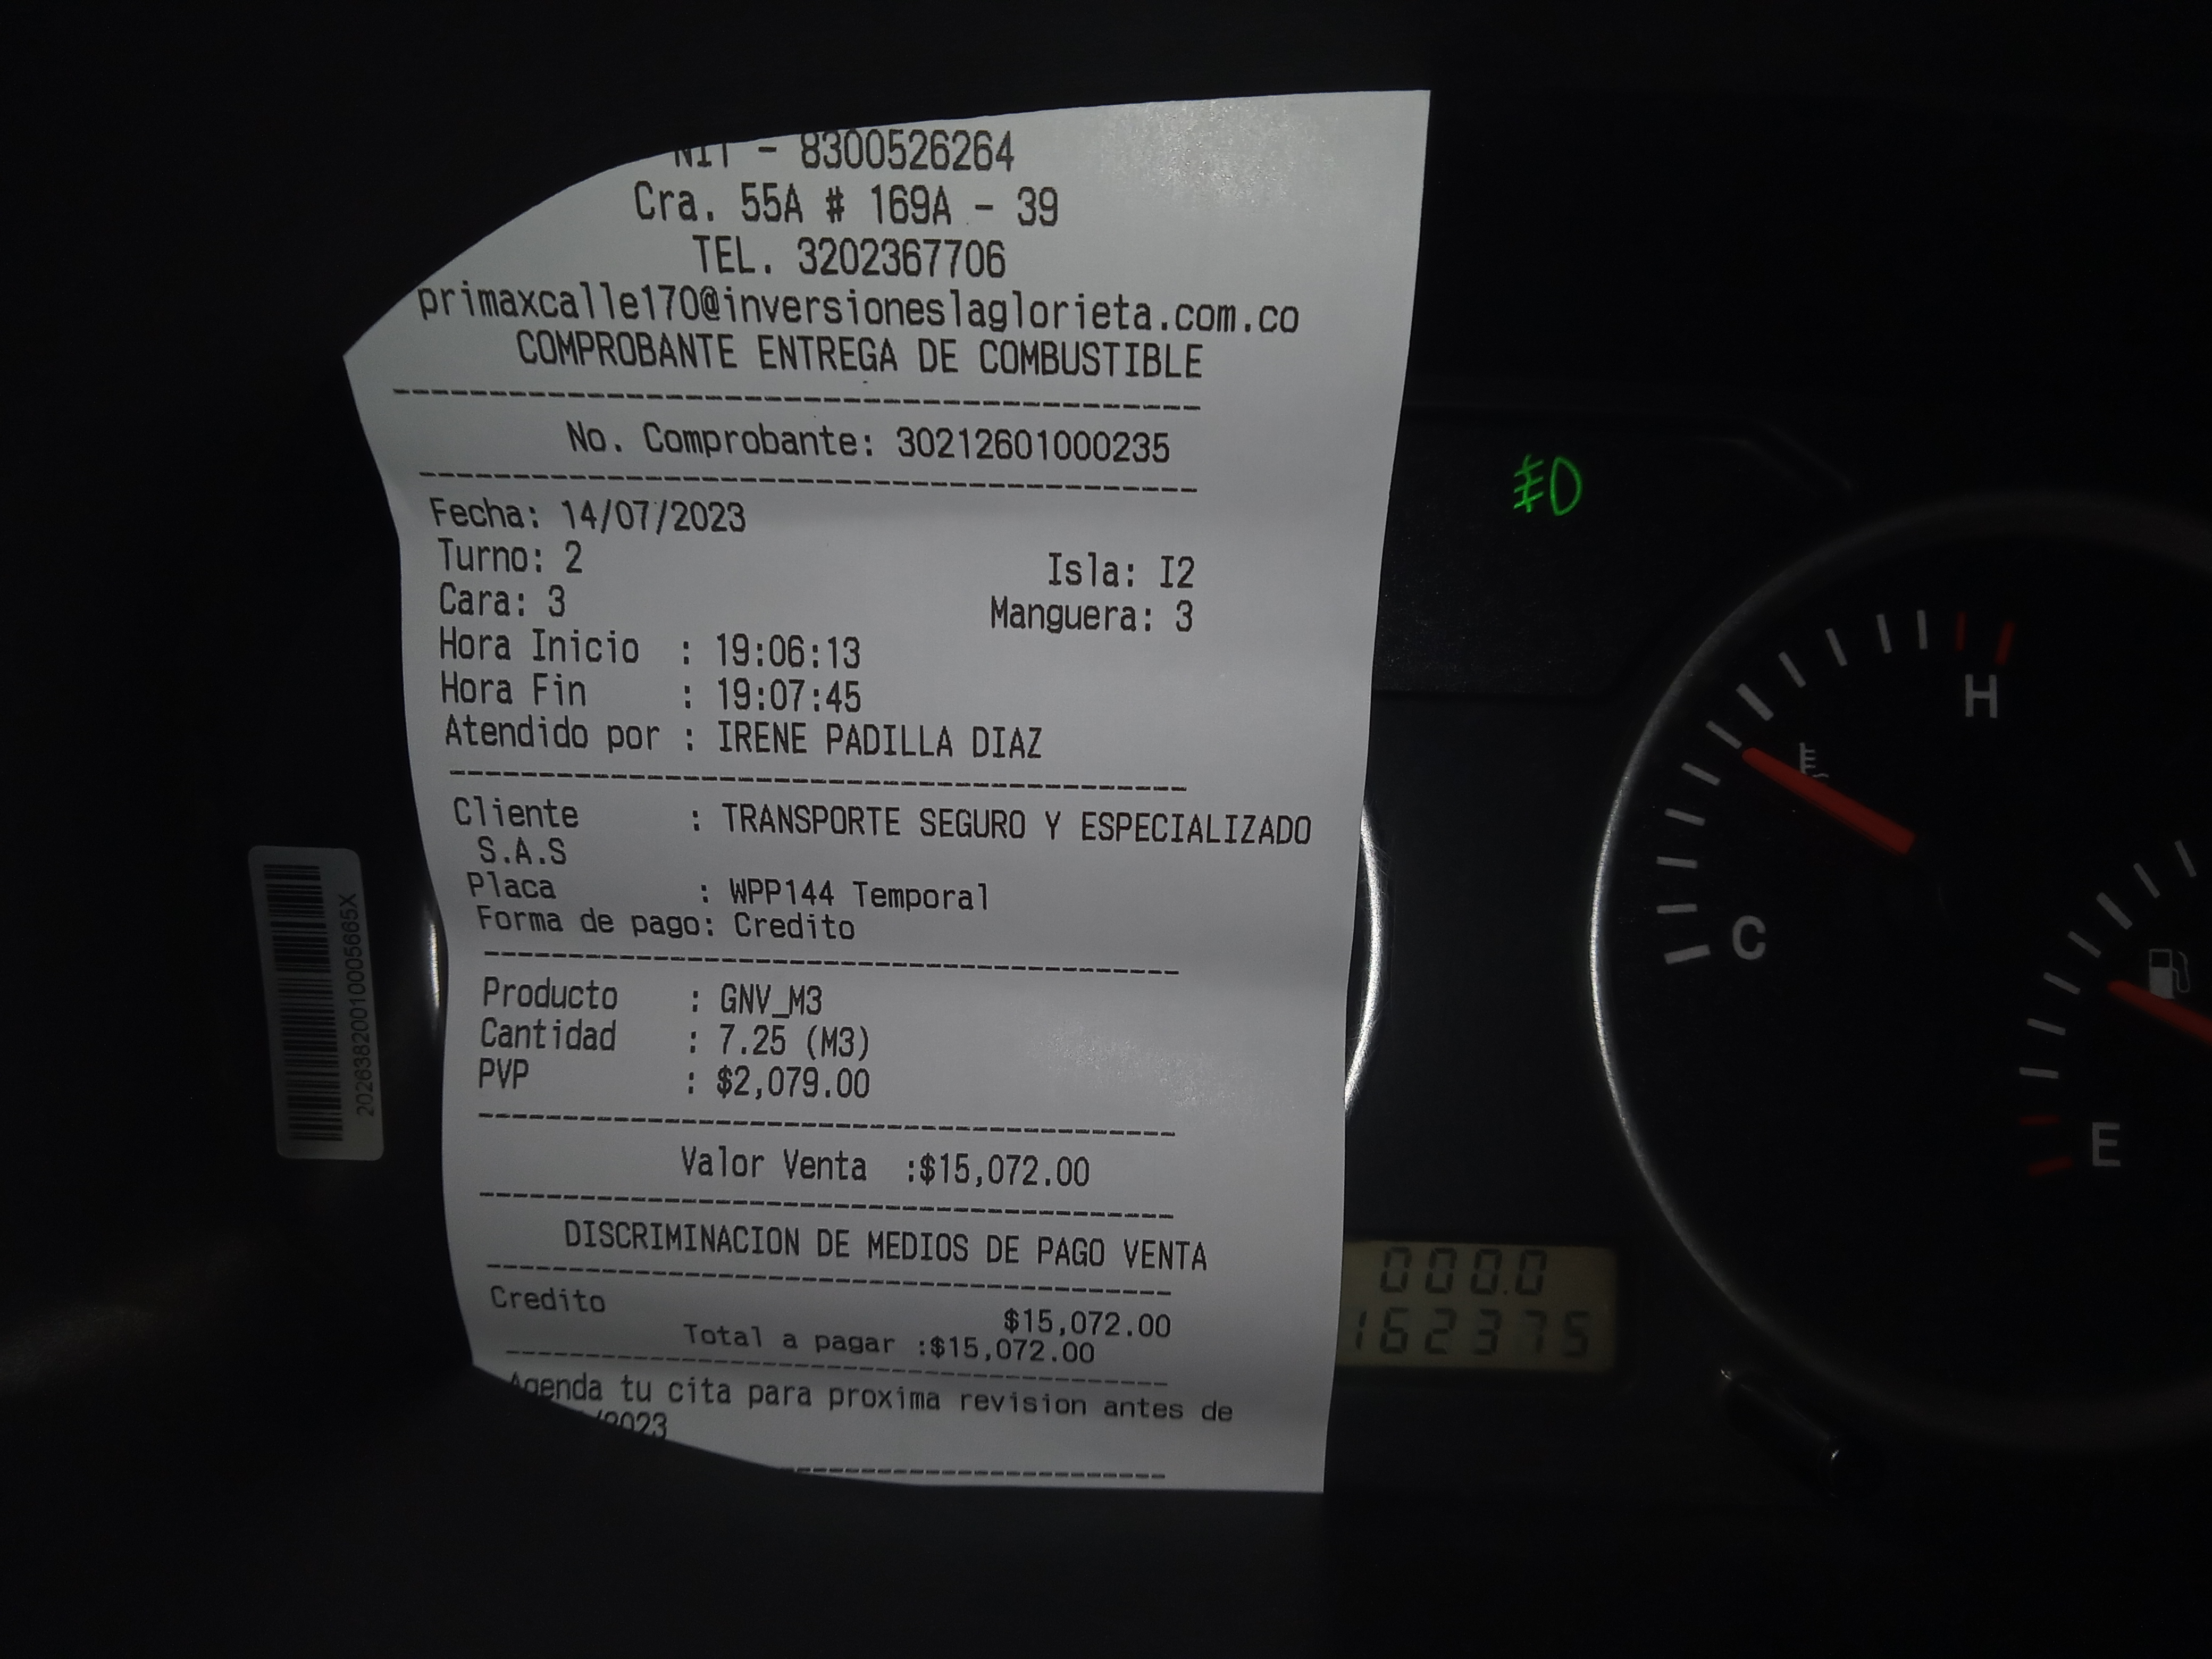 NIT - 8300526264
Cra. 55A # 169A - 39
TEL. 3202367706
primaxcalle170@inversioneslaglorieta.com.co
COMPROBANTE ENTREGA DE COMBUSTIBLE
No. Comprobante: 30212601000235
Fecha: 14/07/2023
Turno: 2 Isla: I2
Cara: 3 Manguera: 3
Hora Inicio : 19:06:13
Hora Fin : 19:07:45
Atendido por : IRENE PADILLA DIAZ
Cliente : TRANSPORTE SEGURO Y ESPECIALIZADO
S.A.S
Placa : WPP144 Temporal
Forma de pago: Credito
Producto : GNV_M3
Cantidad : 7.25 (M3)
PVP : $2,079.00
Valor Venta :$15,072.00
DISCRIMINACION DE MEDIOS DE PAGO VENTA
Credito $15,072.00
Total a pagar :$15,072.00
Agenda tu cita para proxima revision antes de
/2023
20263820010005665X
H
C
E
000.0
162375